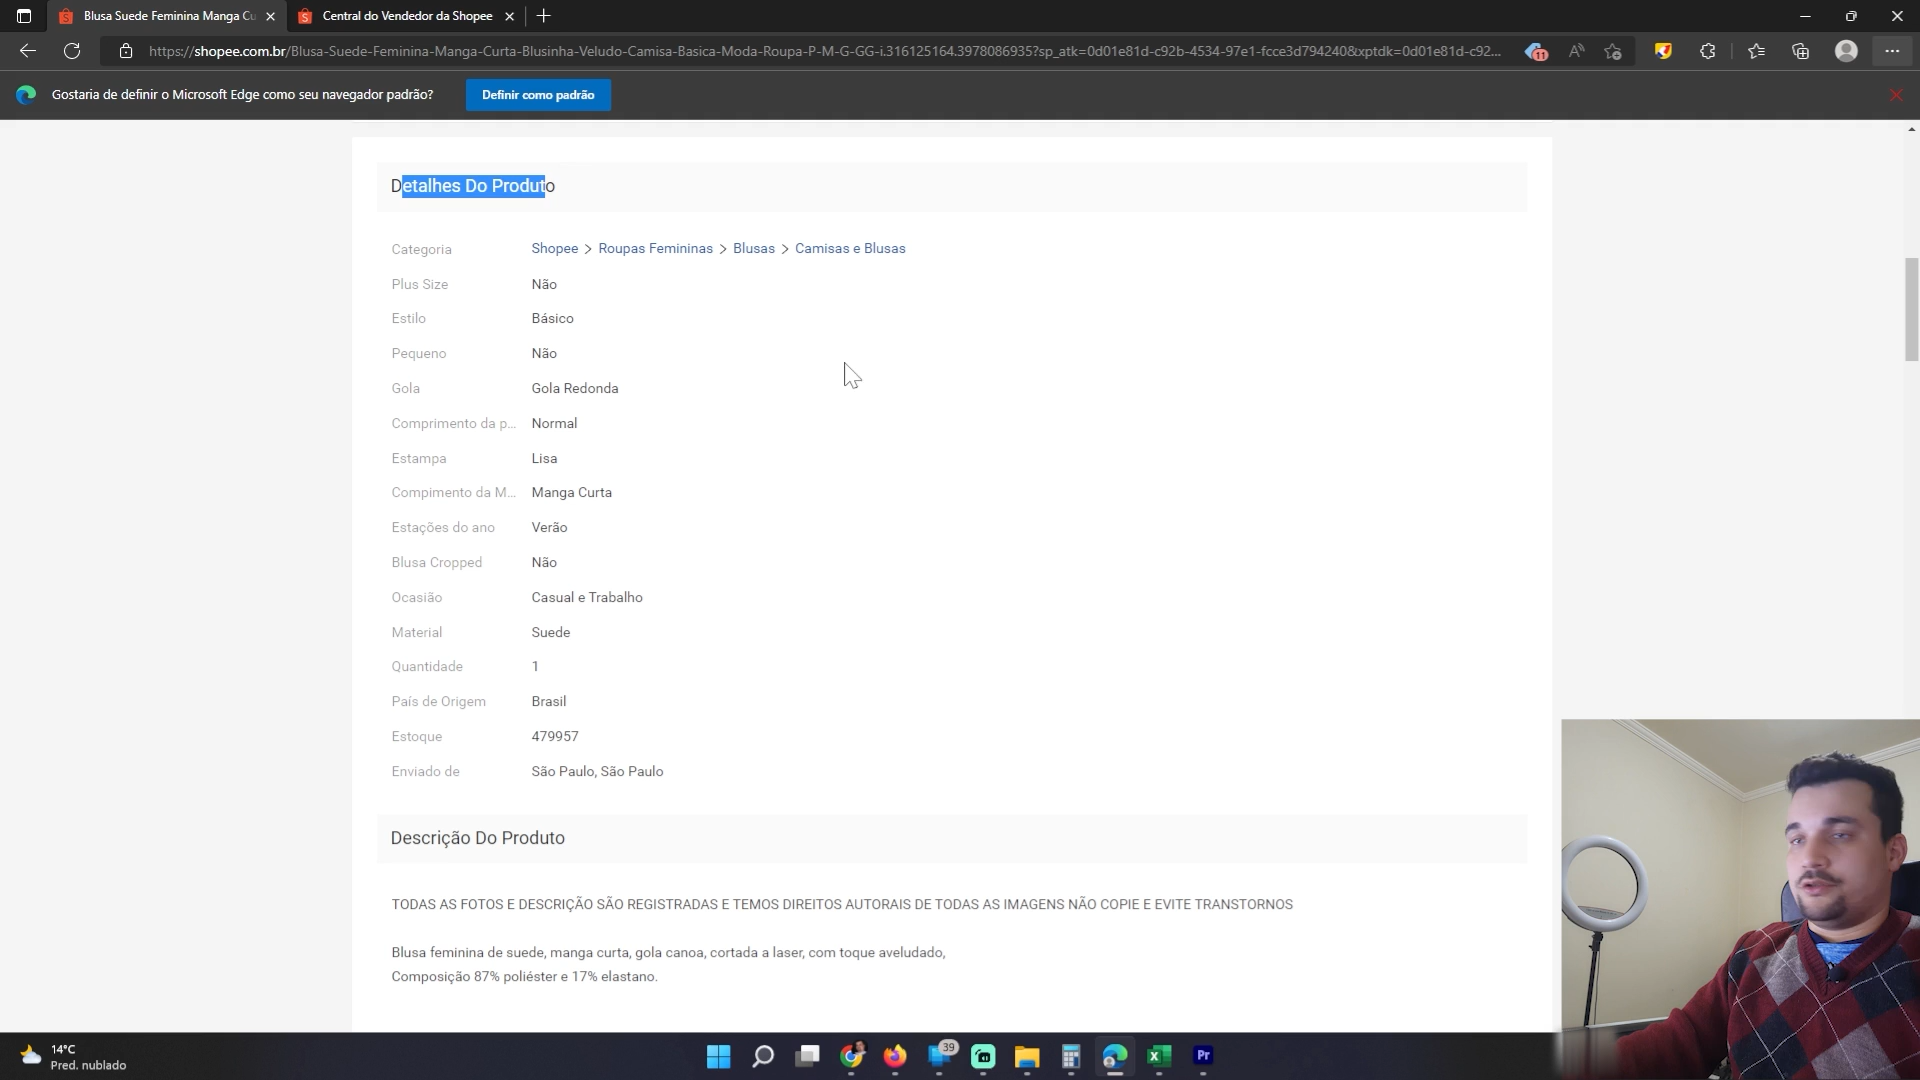 Blusa Suede Feminina Manga Cu
Central do Vendedor da Shopee
https://shopee.com.br/Blusa-Suede-Feminina-Manga-Curta-Blusinha-Veludo-Camisa-Basica-Moda-Roupa-P-M-G-GG-i.316125164.3978086935?sp_atk=0d01e81d-c92b-4534-97e1-fcce3d794240&xptdk=0d01e81d-c92...
11
Gostaria de definir o Microsoft Edge como seu navegador padrão?
Definir como padrão
Detalhes Do Produto
Categoria Shopee > Roupas Femininas > Blusas > Camisas e Blusas
Plus Size Não
Estilo Básico
Pequeno Não
Gola Gola Redonda
Comprimento da p... Normal
Estampa Lisa
Compimento da M... Manga Curta
Estações do ano Verão
Blusa Cropped Não
Ocasião Casual e Trabalho
Material Suede
Quantidade 1
País de Origem Brasil
Estoque 479957
Enviado de São Paulo, São Paulo
Descrição Do Produto
TODAS AS FOTOS E DESCRIÇÃO SÃO REGISTRADAS E TEMOS DIREITOS AUTORAIS DE TODAS AS IMAGENS NÃO COPIE E EVITE TRANSTORNOS
Blusa feminina de suede, manga curta, gola canoa, cortada a laser, com toque aveludado,
Composição 87% poliéster e 17% elastano.
14°C
Pred. nublado
39
Pr